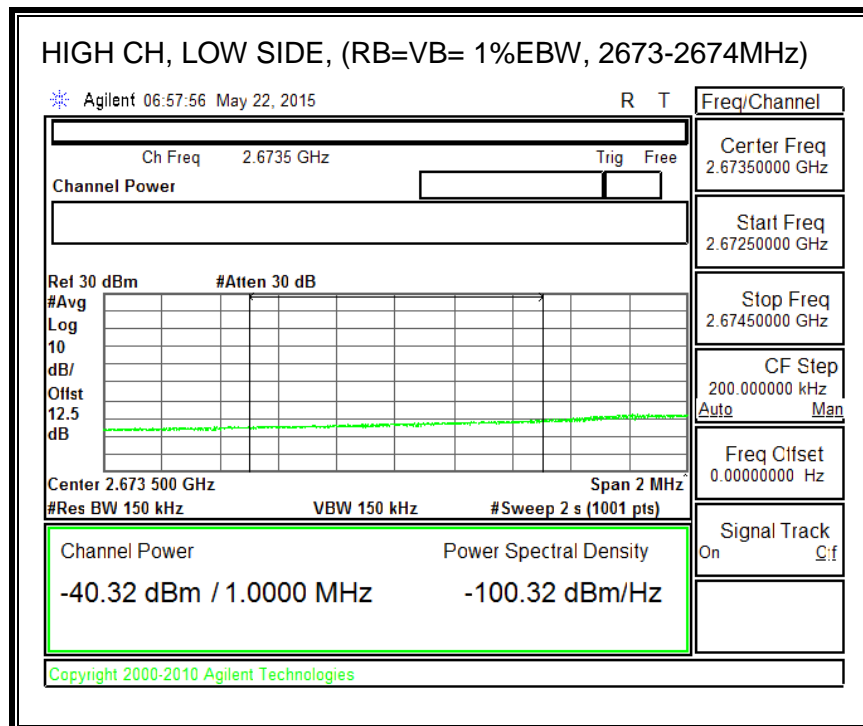 HIGH CH, LOW SIDE, (RB=VB= 1%EBW, 2673-2674MHz)
Agilent 06:57:56 May 22, 2015 R T
Ch Freq 2.6735 GHz Trig Free
Channel Power
Ref 30 dBm #Atten 30 dB
#Avg
Log
10
dB/
Offst
12.5
dB
Center 2.673 500 GHz Span 2 MHz^
#Res BW 150 kHz VBW 150 kHz #Sweep 2 s (1001 pts)
Channel Power Power Spectral Density
-40.32 dBm / 1.0000 MHz -100.32 dBm/Hz
Copyright 2000-2010 Agilent Technologies
Freq/Channel
Center Freq
2.67350000 GHz
Start Freq
2.67250000 GHz
Stop Freq
2.67450000 GHz
CF Step
200.000000 kHz
Auto Man
Freq Offset
0.00000000 Hz
Signal Track
On Off